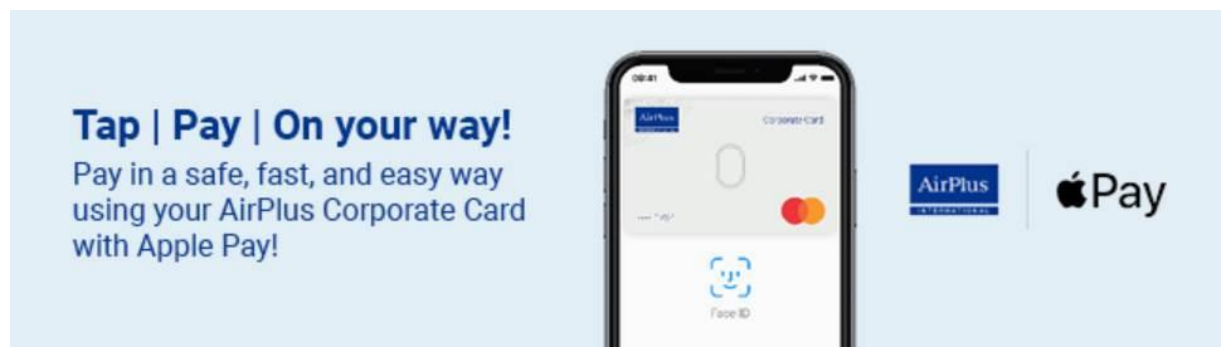 Tap | Pay | On your way!
Pay in a safe, fast, and easy way
using your AirPlus Corporate Card
with Apple Pay!
09:41
AirPlus
INTERNATIONAL
Corporate Card
Face ID
AirPlus
INTERNATIONAL
Pay